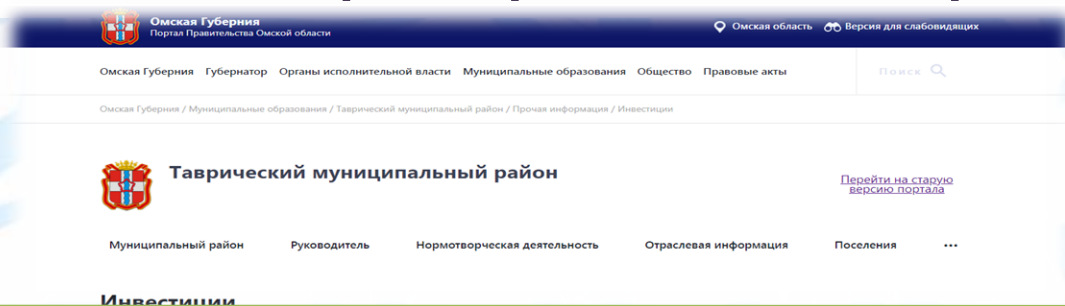 Омская Губерния
Портал Правительства Омской области
Омская область Версия для слабовидящих
Омская Губерния Губернатор Органы исполнительной власти Муниципальные образования Общество Правовые акты Поиск
Омская Губерния / Муниципальные образования / Таврический муниципальный район / Прочая информация / Инвестиции
Таврический муниципальный район
Перейти на старую
версию портала
Муниципальный район Руководитель Нормотворческая деятельность Отраслевая информация Поселения ...
Инвестиции